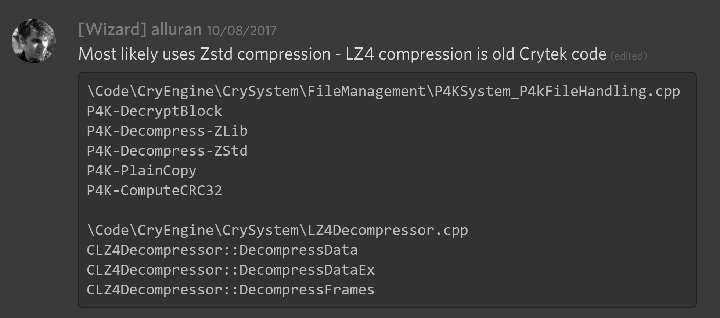 [Wizard] alluran 10/08/2017
Most likely uses Zstd compression - LZ4 compression is old Crytek code (edited)
\Code\CryEngine\CrySystem\FileManagement\P4KSystem_P4kFileHandling.cpp
P4K-DecryptBlock
P4K-Decompress-ZLib
P4K-Decompress-ZStd
P4K-PlainCopy
P4K-ComputeCRC32
\Code\CryEngine\CrySystem\LZ4Decompressor.cpp
CLZ4Decompressor::DecompressData
CLZ4Decompressor::DecompressDataEx
CLZ4Decompressor::DecompressFrames